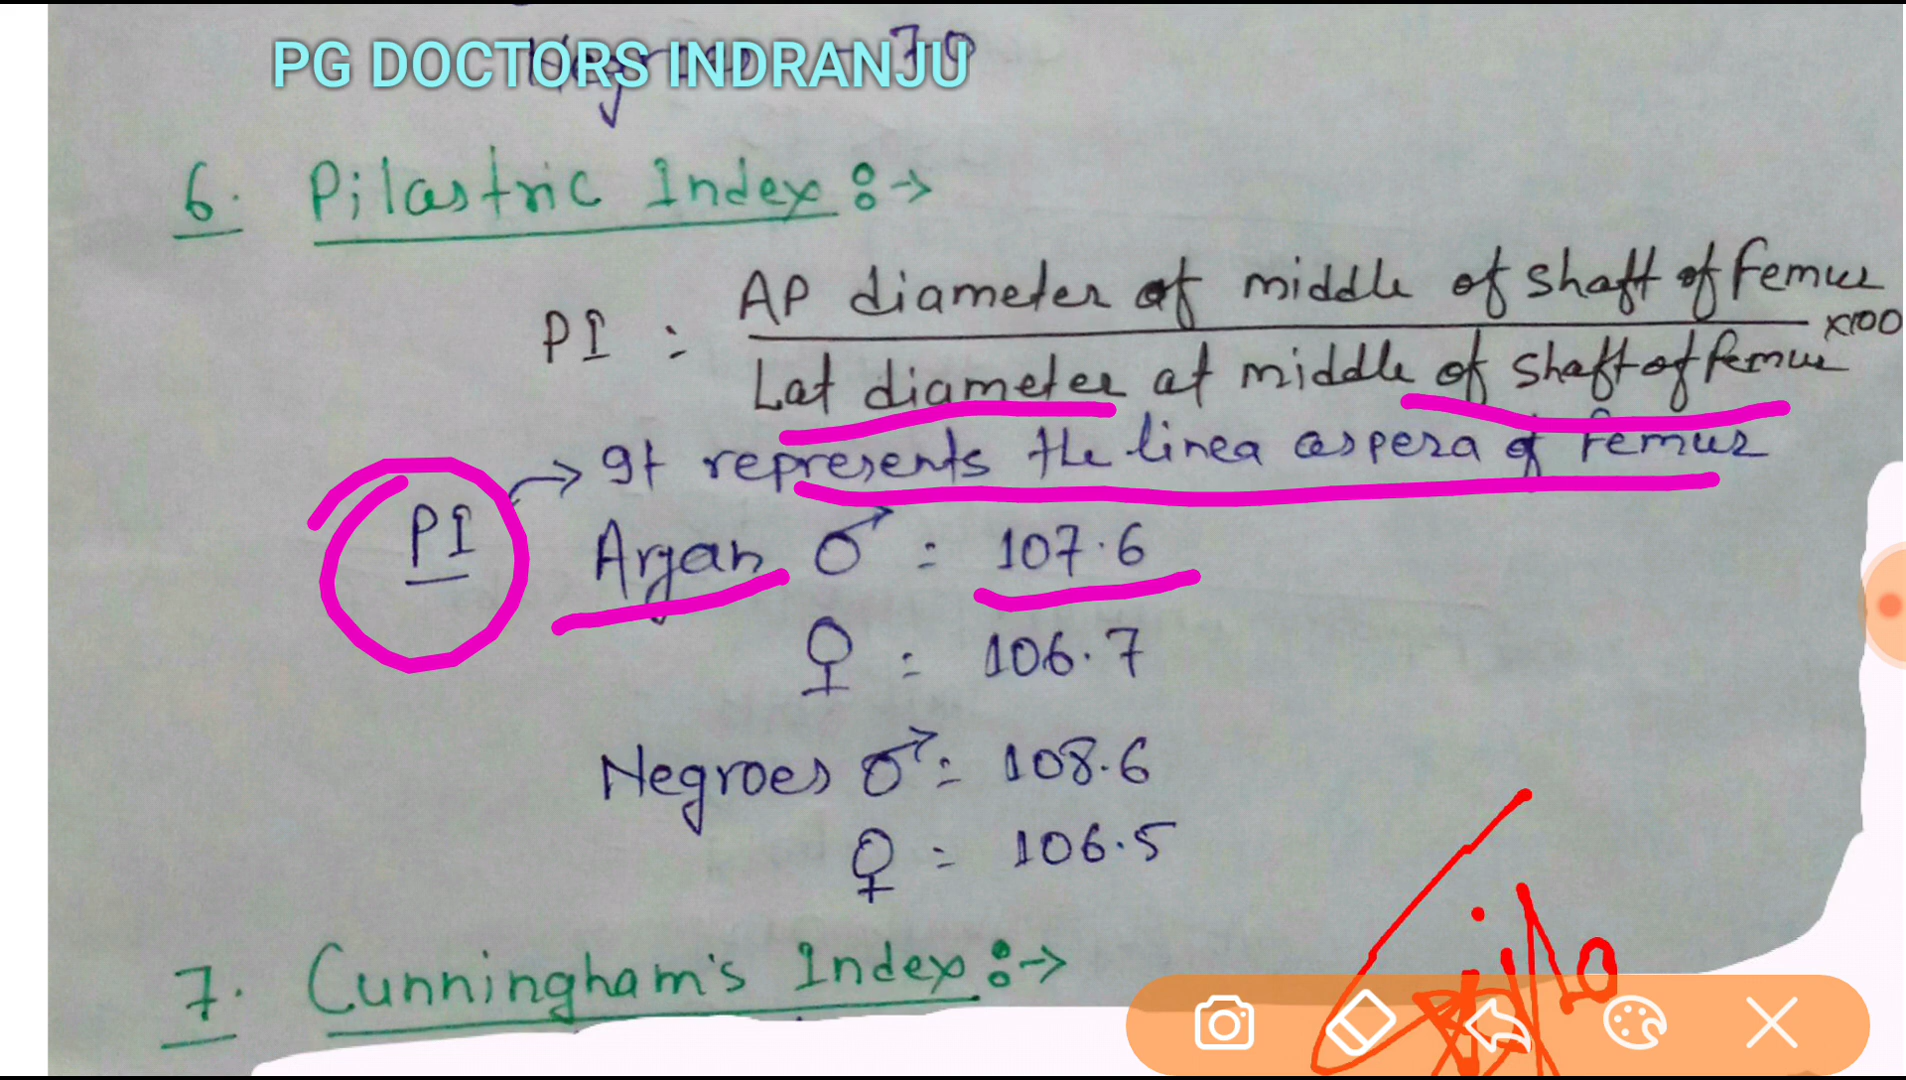 PG DOCTORS INDRANJU
70
6. Pilastric Index :->
PI : AP diameter of middle of shaft of femur
Lat diameter at middle of shaft of femur x100
-> It represents the linea aspera of femur
PI Aryan ♂ = 107.6
♀ = 106.7
Negroes ♂ = 108.6
♀ = 106.5
7. Cunningham's Index :->